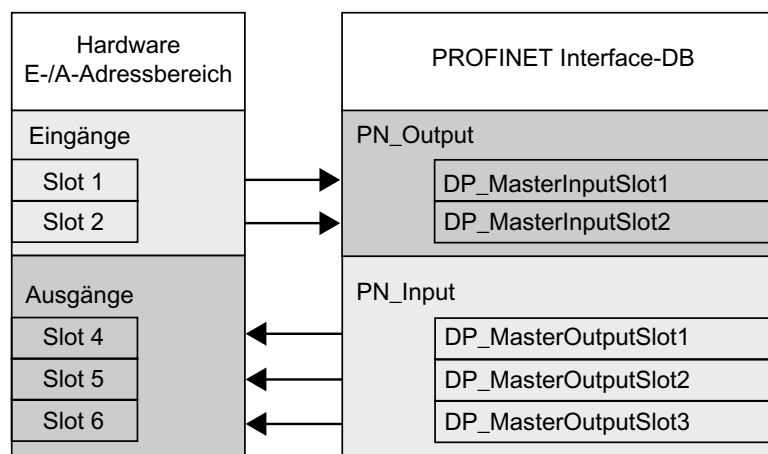 Hardware
E-/A-Adressbereich
PROFINET Interface-DB
Eingänge
Slot 1
Slot 2
PN_Output
DP_MasterInputSlot1
DP_MasterInputSlot2
Ausgänge
Slot 4
Slot 5
Slot 6
PN_Input
DP_MasterOutputSlot1
DP_MasterOutputSlot2
DP_MasterOutputSlot3